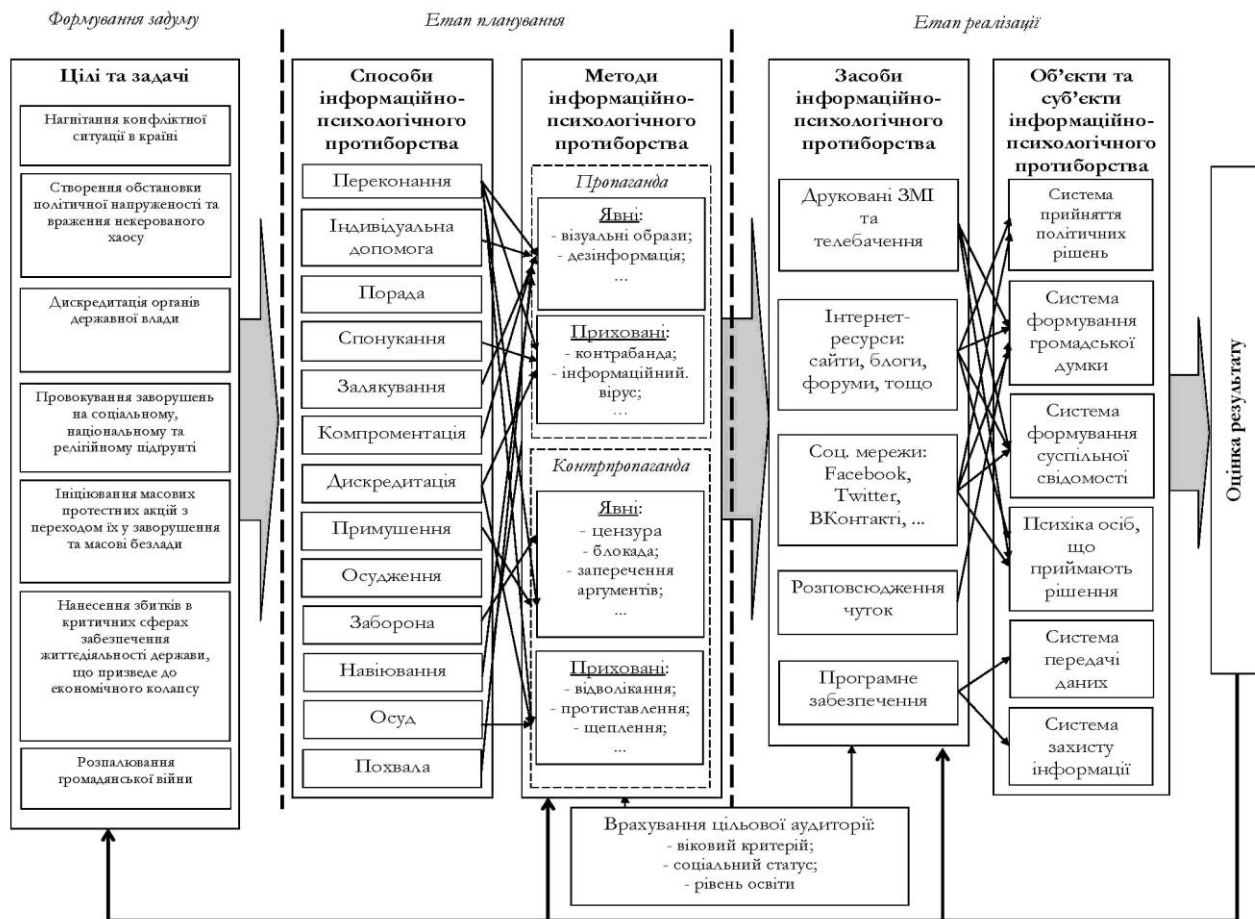 Формування задуму
Етап планування
Етап реалізації
Цілі та задачі
Нагнітання конфліктної
ситуації в країні
Створення обстановки
політичної напруженості та
враження некерованого
хаосу
Дискредитація органів
державної влади
Провокування заворушень
на соціальному,
національному та
релігійному підґрунті
Ініціювання масових
протестних акцій з
переходом їх у заворушення
та масові безлади
Нанесення збитків в
критичних сферах
забезпечення
життєдіяльності держави,
що призведе до
економічного колапсу
Розпалювання
громадянської війни
Способи
інформаційно-
психологічного
протиборства
Переконання
Індивідуальна
допомога
Порада
Спонукання
Залякування
Компроментація
Дискредитація
Примушення
Осудження
Заборона
Навіювання
Осуд
Похвала
Методи
інформаційно-
психологічного
протиборства
Пропаганда
Явні:
- візуальні образи;
- дезінформація;
...
Приховані:
- контрабанда;
- інформаційний.
вірус;
...
Контрпропаганда
Явні:
- цензура
- блокада;
- заперечення
аргументів;
...
Приховані:
- відволікання;
- протиставлення;
- щеплення;
...
Засоби
інформаційно-
психологічного
протиборства
Друковані ЗМІ та
телебачення
Інтернет-
ресурси:
сайти, блоги,
форуми, тощо
Соц. мережи:
Facebook,
Twitter,
ВКонтакті, ...
Розповсюдження
чуток
Програмне
забезпечення
Об’єкти та
суб’єкти
інформаційно-
психологічного
протиборства
Система
прийняття
політичних
рішень
Система
формування
громадської
думки
Система
формування
суспільної
свідомості
Психіка осіб,
що
приймають
рішення
Система
передачі
даних
Система
захисту
інформації
Оцінка результату
Врахування цільової аудиторії:
- віковий критерій;
- соціальний статус;
- рівень освіти